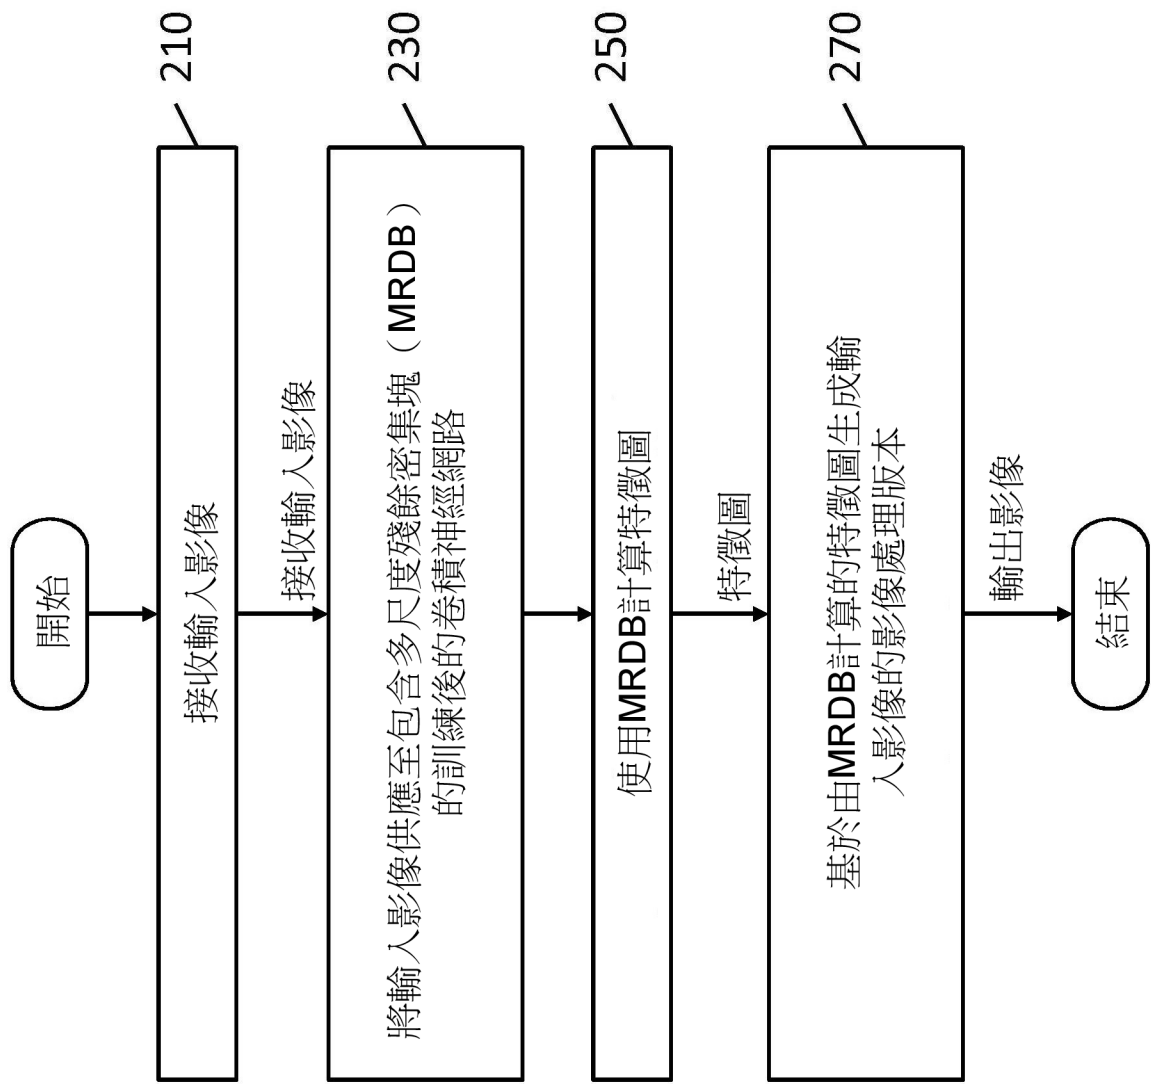 開始
210
接收輸入影像
接收輸入影像
230
將輸入影像供應至包含多尺度殘餘密集塊（MRDB）
的訓練後的卷積神經網路
250
使用MRDB計算特徵圖
特徵圖
270
基於由MRDB計算的特徵圖生成輸
入影像的影像處理版本
輸出影像
結束